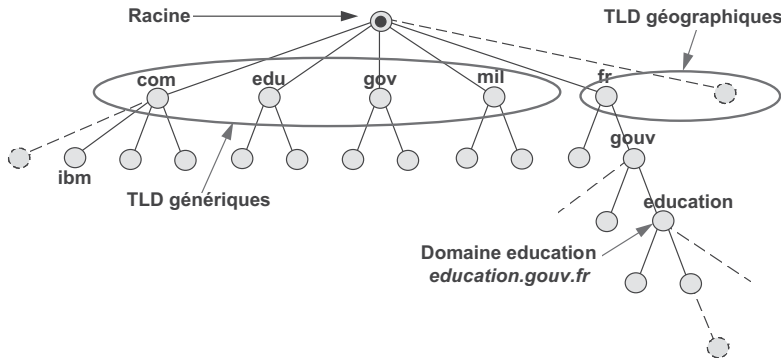 Racine
TLD géographiques
com
edu
gov
mil
fr
gouv
ibm
TLD génériques
education
Domaine education
education.gouv.fr